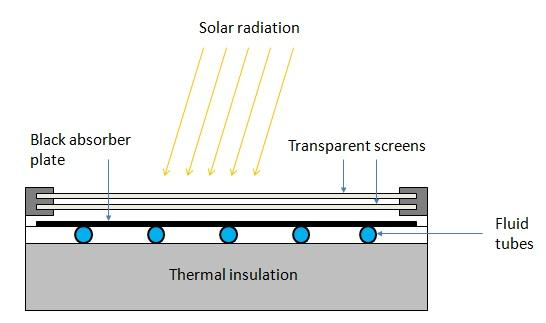 Solar radiation
Black absorber
plate
Transparent screens
Fluid
tubes
Thermal insulation